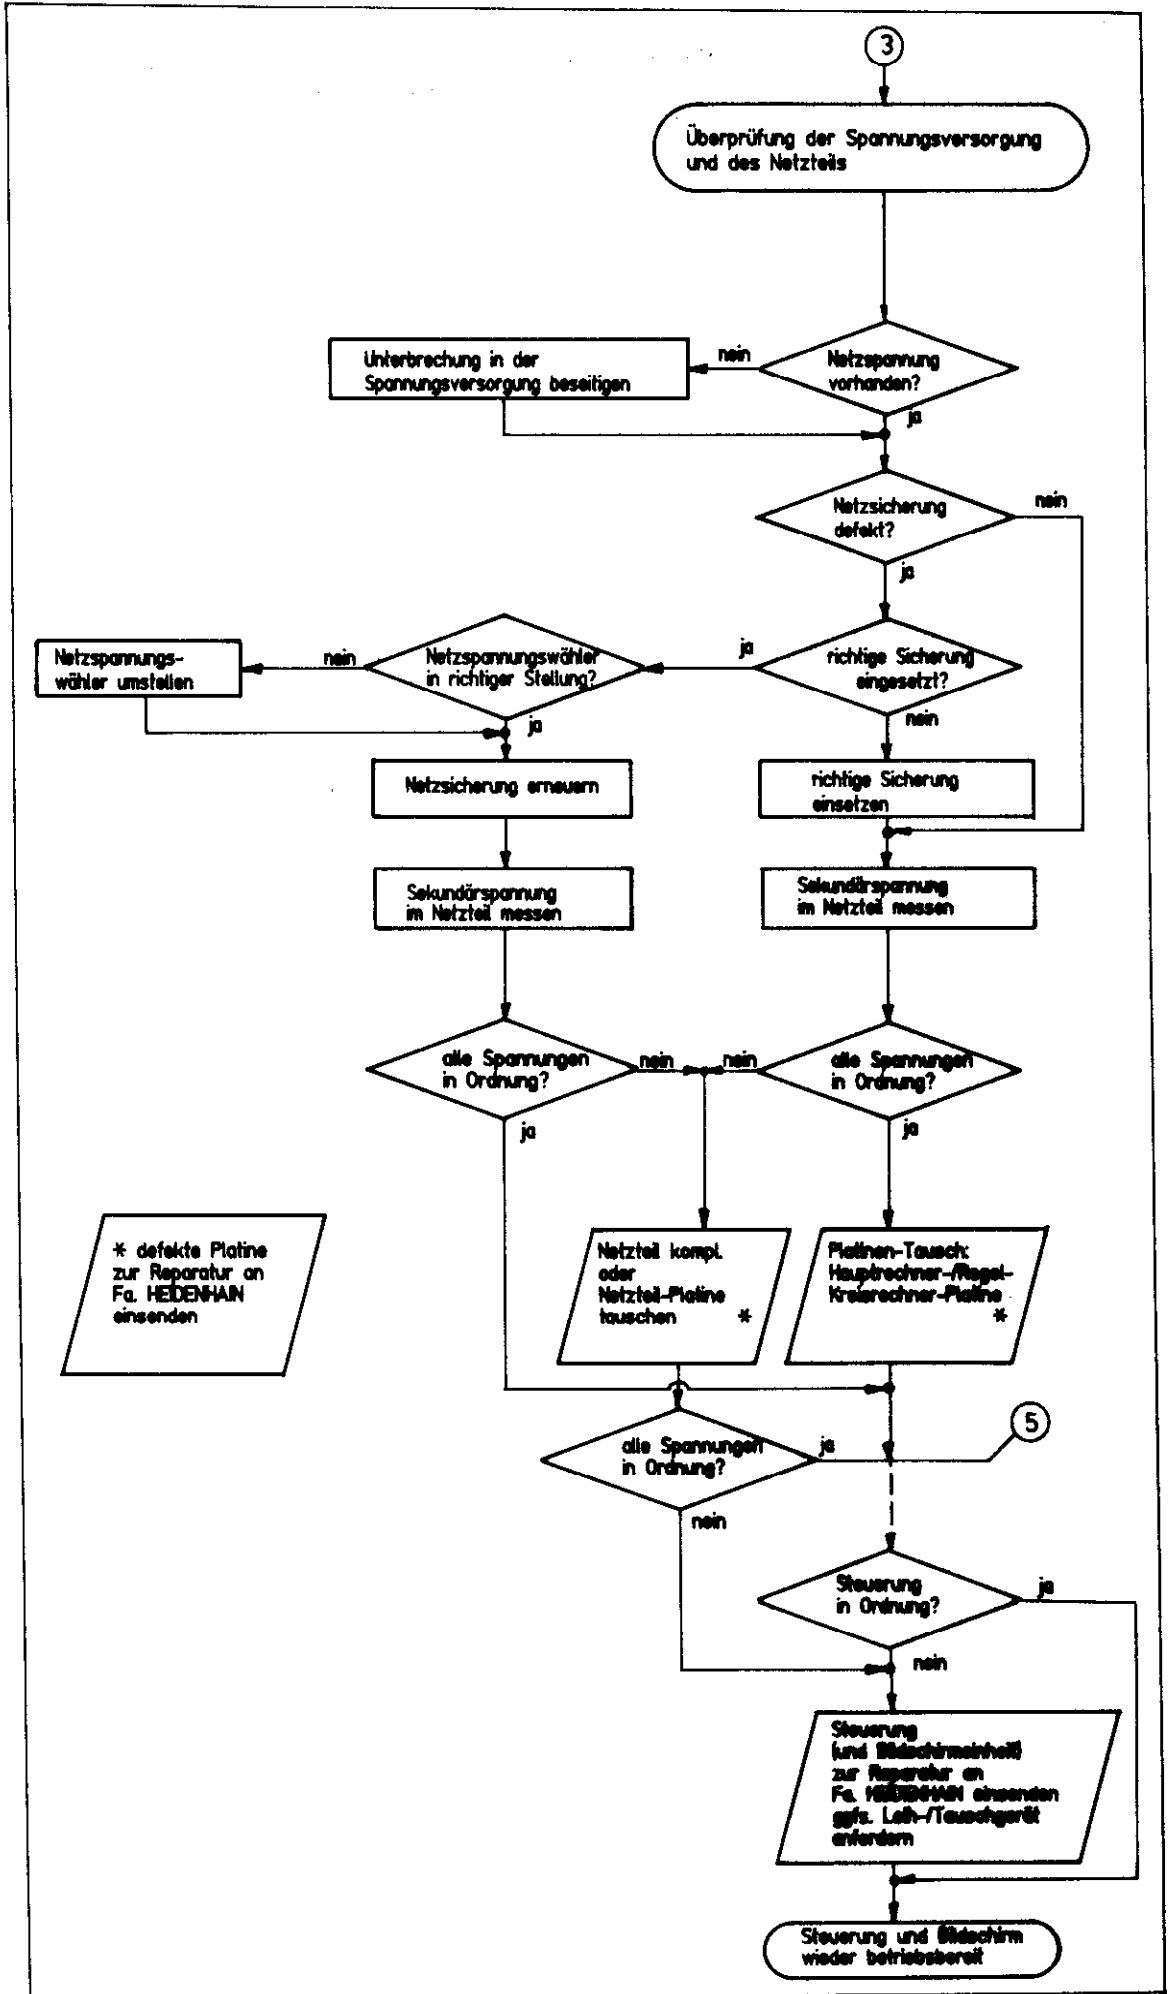 3
Überprüfung der Spannungsversorgung
und des Netzteils
Netzspannung
vorhanden?
nein
Unterbrechung in der
Spannungsversorgung beseitigen
ja
Netzsicherung
defekt?
nein
ja
richtige Sicherung
eingesetzt?
ja
Netzspannungswähler
in richtiger Stellung?
nein
Netzspannungs-
wähler umstellen
ja
nein
Netzsicherung erneuern
richtige Sicherung
einsetzen
Sekundärspannung
im Netzteil messen
Sekundärspannung
im Netzteil messen
alle Spannungen
in Ordnung?
nein
nein
alle Spannungen
in Ordnung?
ja
ja
* defekte Platine
zur Reparatur an
Fa. HEIDENHAIN
einsenden
Netzteil kompl.
oder
Netzteil-Platine
tauschen *
Platinen-Tausch:
Hauptrechner-/Regel-
Kreisrechner-Platine
*
5
alle Spannungen
in Ordnung?
ja
nein
Steuerung
in Ordnung?
ja
nein
Steuerung
(und Bildschirmeinheit)
zur Reparatur an
Fa. HEIDENHAIN einsenden
ggfs. Leih-/Tauschgerät
anfordern
Steuerung und Bildschirm
wieder betriebsbereit